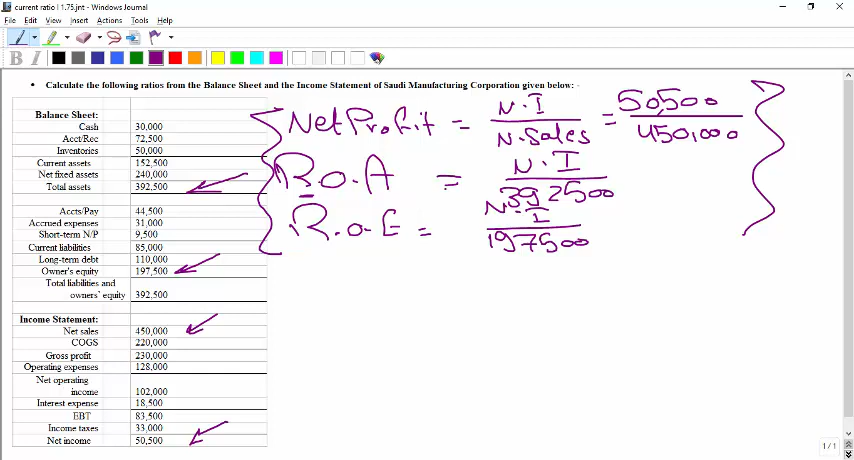 current ratio l 1.75.jnt - Windows Journal
File Edit View Insert Actions Tools Help
B I
• Calculate the following ratios from the Balance Sheet and the Income Statement of Saudi Manufacturing Corporation given below: -
Balance Sheet:
Cash 30,000
Acct/Rec 72,500
Inventories 50,000
Current assets 152,500
Net fixed assets 240,000
Total assets 392,500
Accts/Pay 44,500
Accrued expenses 31,000
Short-term N/P 9,500
Current liabilities 85,000
Long-term debt 110,000
Owner's equity 197,500
Total liabilities and
owners' equity 392,500
Income Statement:
Net sales 450,000
COGS 220,000
Gross profit 230,000
Operating expenses 128,000
Net operating
income 102,000
Interest expense 18,500
EBT 83,500
Income taxes 33,000
Net income 50,500
Net Profit = N.I / N.Sales = 50,500 / 450,000
R.o.A = N.I / 392500
R.o.E = N.I / 197500
1 / 1